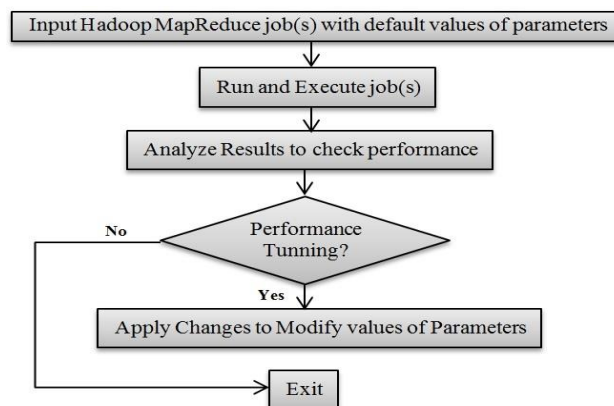 Input Hadoop MapReduce job(s) with default values of parameters
Run and Execute job(s)
Analyze Results to check performance
Performance
Tunning?
No
Yes
Apply Changes to Modify values of Parameters
Exit